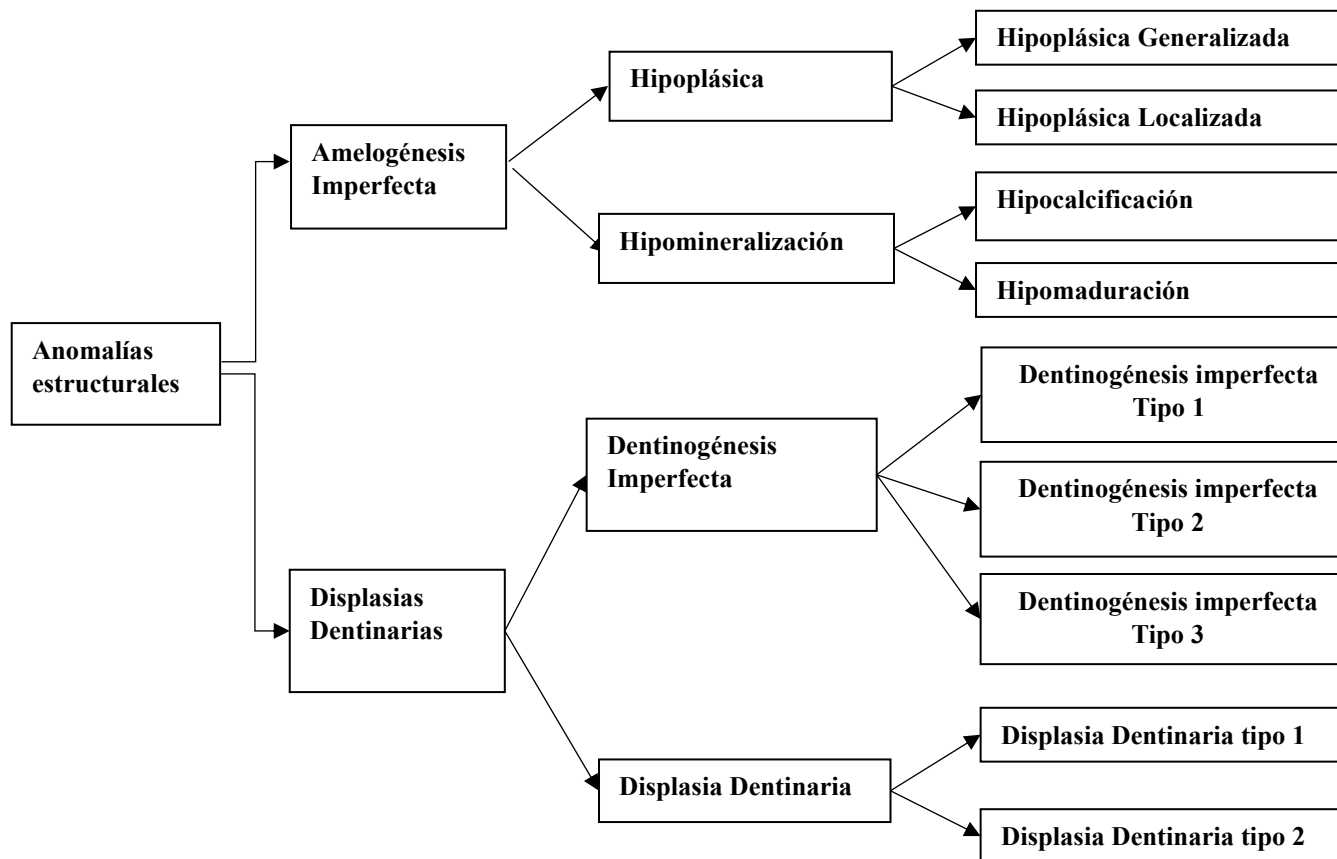 Hipoplásica Generalizada
Hipoplásica
Hipoplásica Localizada
Amelogénesis
Imperfecta
Hipocalcificación
Hipomineralización
Hipomaduración
Anomalías
estructurales
Dentinogénesis imperfecta
Tipo 1
Dentinogénesis
Imperfecta
Dentinogénesis imperfecta
Tipo 2
Displasias
Dentinarias
Dentinogénesis imperfecta
Tipo 3
Displasia Dentinaria tipo 1
Displasia Dentinaria
Displasia Dentinaria tipo 2